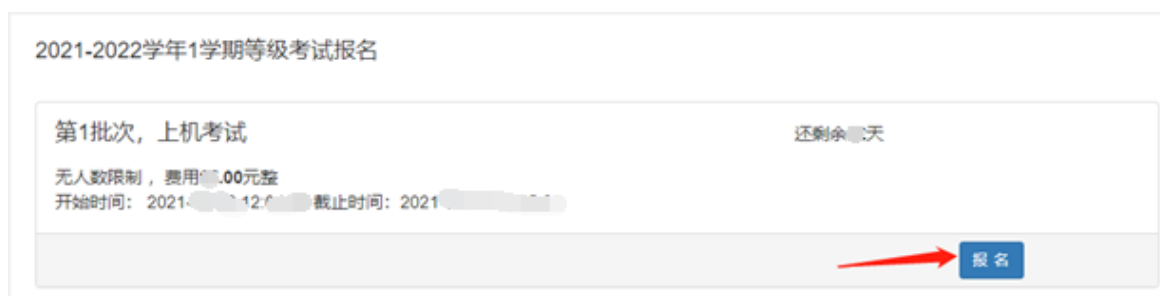 2021-2022学年1学期等级考试报名
第1批次，上机考试
还剩余 天
无人数限制，费用 .00元整
开始时间： 2021- 12:0 截止时间：2021
报 名